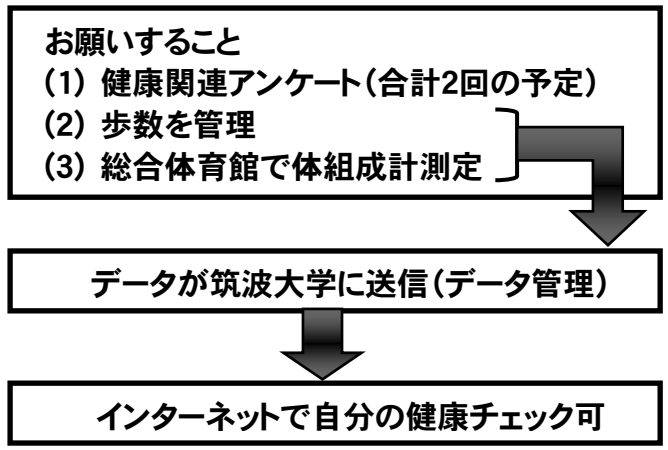 お願いすること
(1) 健康関連アンケート(合計2回の予定)
(2) 歩数を管理
(3) 総合体育館で体組成計測定
データが筑波大学に送信(データ管理)
インターネットで自分の健康チェック可